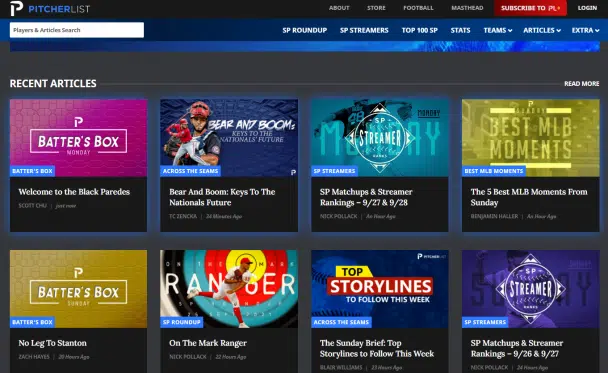 PITCHERLIST
ABOUT STORE FOOTBALL MASTHEAD SUBSCRIBE TO PL+ LOGIN
Players & Articles Search
SP ROUNDUP SP STREAMERS TOP 100 SP STATS TEAMS ARTICLES EXTRA
RECENT ARTICLES
READ MORE
BATTER'S BOX
MONDAY
BATTER'S BOX
Welcome to the Black Paredes
SCOTT CHU | just now
BEAR AND BOOM:
KEYS TO THE
NATIONALS' FUTURE
ACROSS THE SEAMS
Bear And Boom: Keys To The
Nationals Future
TC ZENCKA | 24 Minutes Ago
MONDAY
SP
STREAMER
RANKS
SP STREAMERS
SP Matchups & Streamer
Rankings – 9/27 & 9/28
NICK POLLACK | An Hour Ago
SUNDAY
BEST MLB
MOMENTS
BEST MLB MOMENTS
The 5 Best MLB Moments From
Sunday
BENJAMIN HALLER | An Hour Ago
BATTER'S BOX
SUNDAY
BATTER'S BOX
No Leg To Stanton
ZACH HAYES | 20 Hours Ago
ON THE MARK
RANGER
SP ROUNDUP
On The Mark Ranger
NICK POLLACK | 22 Hours Ago
PITCHERLIST
TOP
STORYLINES
TO FOLLOW THIS WEEK
ACROSS THE SEAMS
The Sunday Brief: Top
Storylines to Follow This Week
BLAIR WILLIAMS | 23 Hours Ago
SP
STREAMER
RANKS
SP STREAMERS
SP Matchups & Streamer
Rankings – 9/26 & 9/27
NICK POLLACK | 24 Hours Ago